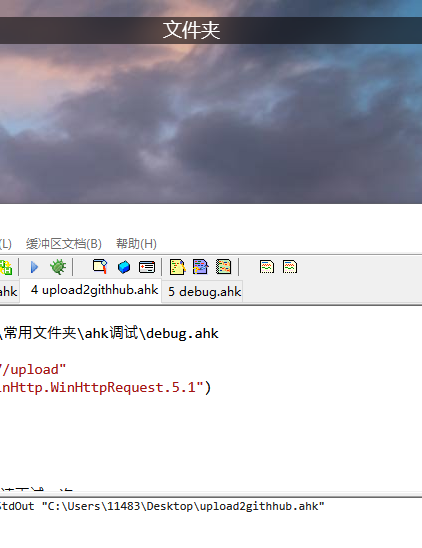 文件夹
(L) 缓冲区文档(B) 帮助(H)
ahk 4 upload2githhub.ahk 5 debug.ahk
\常用文件夹\ahk调试\debug.ahk
//upload"
inHttp.WinHttpRequest.5.1")
StdOut "C:\Users\11483\Desktop\upload2githhub.ahk"